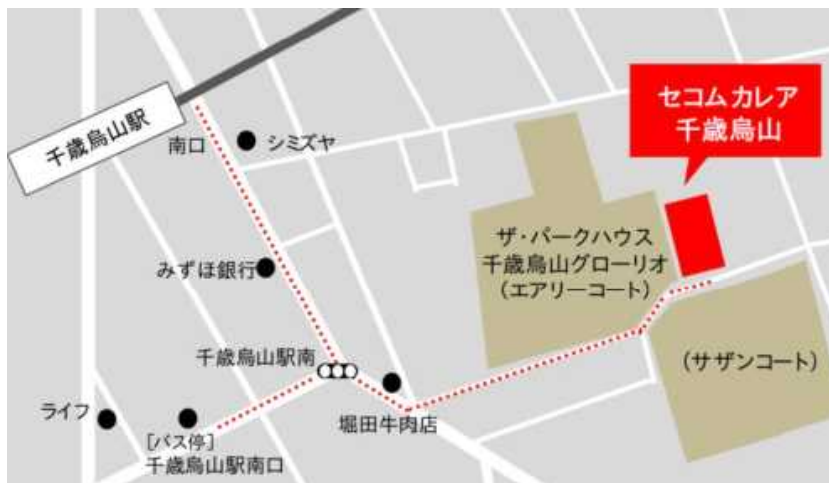 セコムカレア
千歳烏山
千歳烏山駅
南口
シミズヤ
ザ・パークハウス
千歳烏山グローリオ
(エアリーコート)
みずほ銀行
千歳烏山駅南
(サザンコート)
ライフ
堀田牛肉店
[バス停]
千歳烏山駅南口